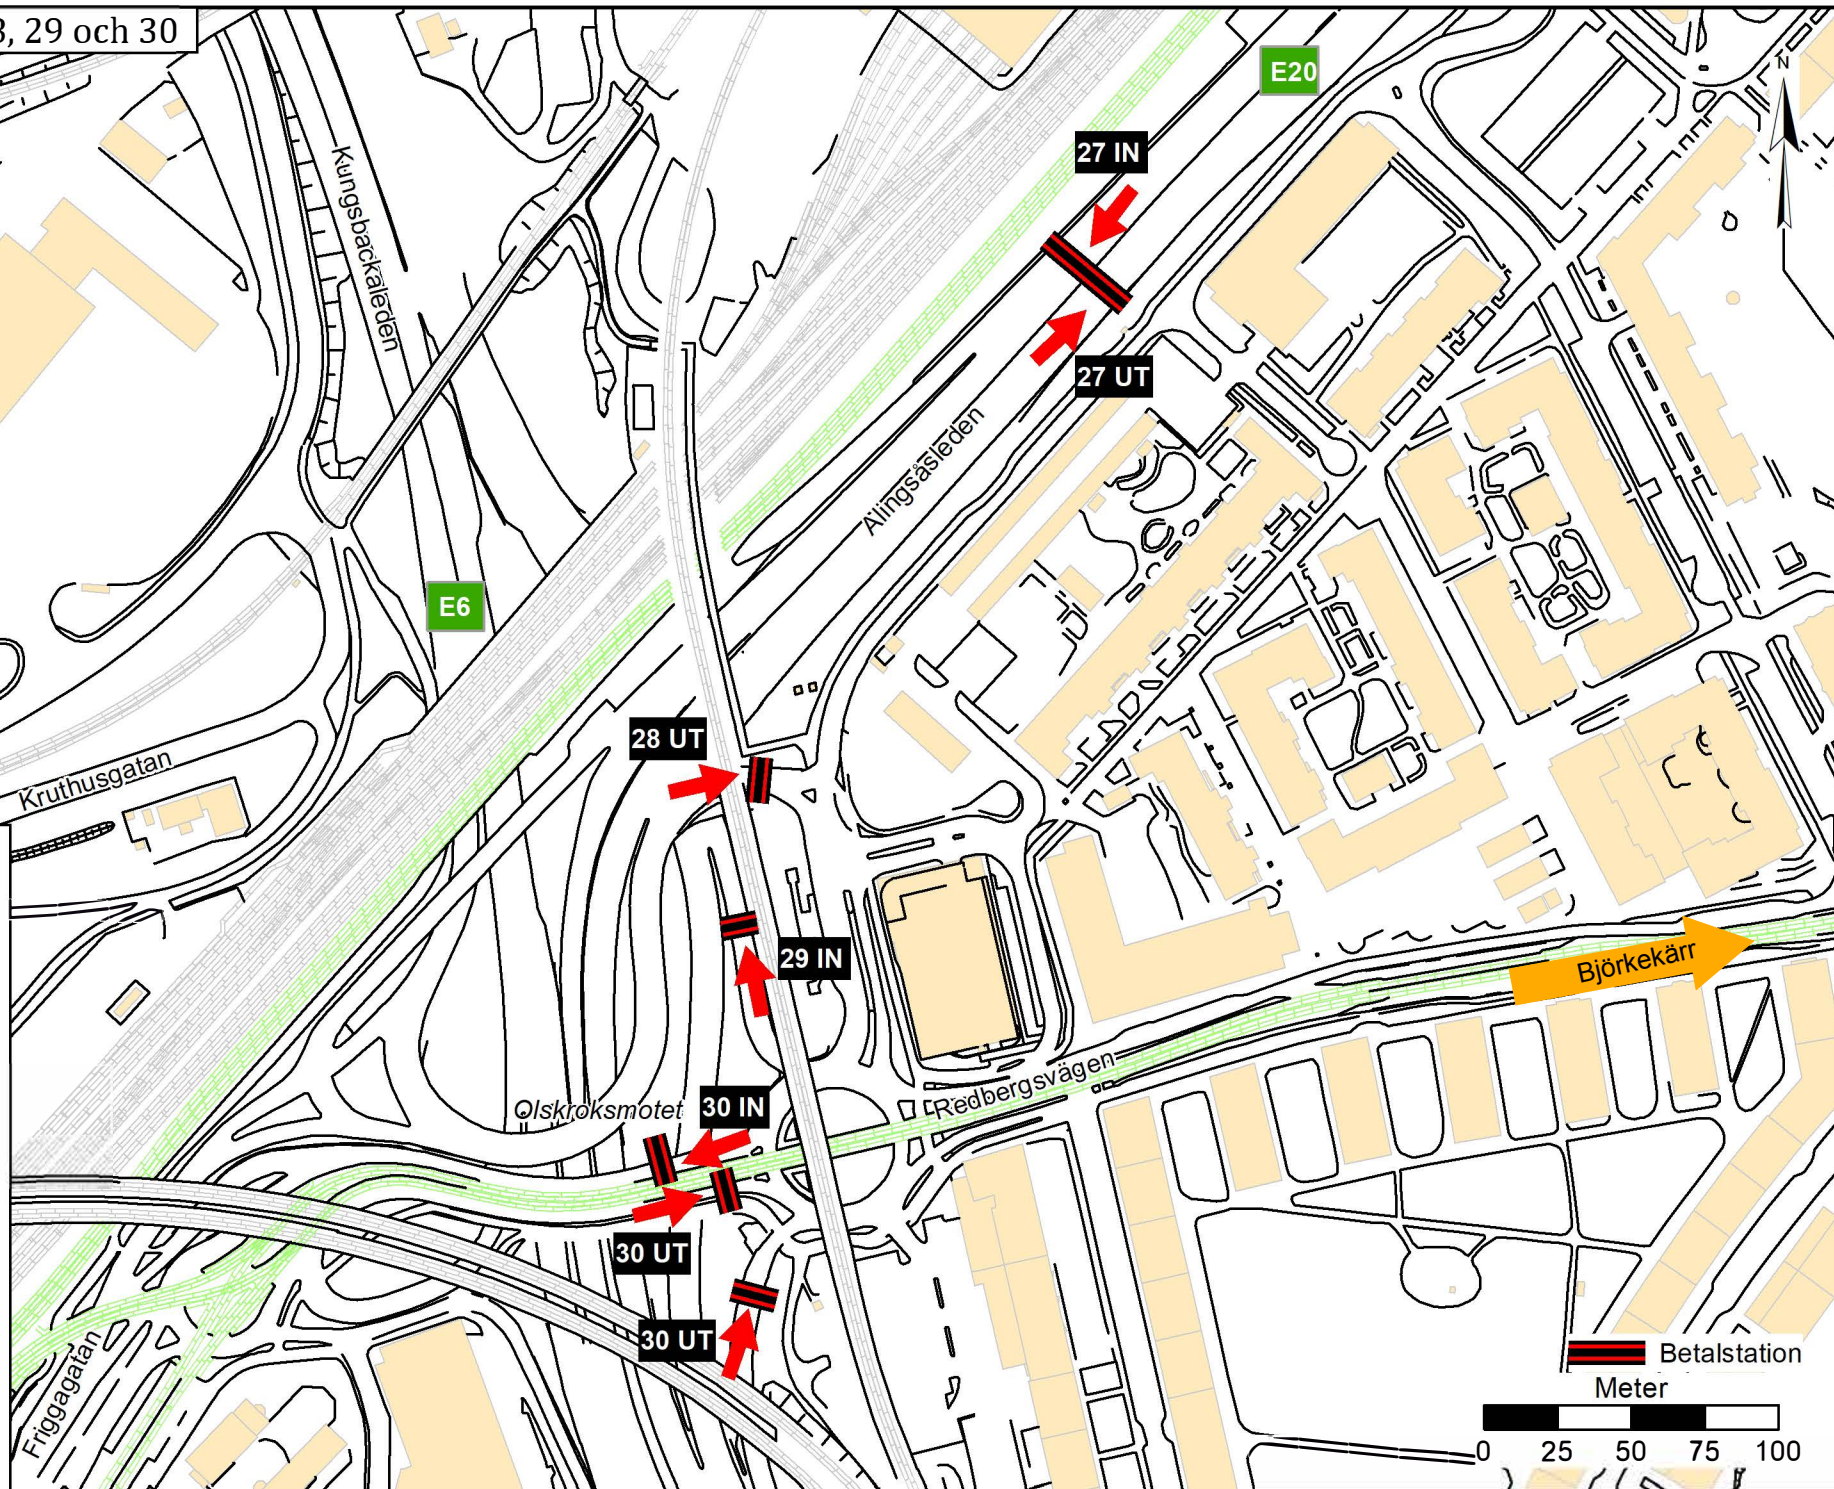 , 29 och 30
E20
N
27 IN
Kungsbackaleden
27 UT
Alingsåsleden
E6
28 UT
Kruthusgatan
29 IN
Björkekärr
Redbergsvägen
Olskroksmotet
30 IN
30 UT
30 UT
Friggagatan
Betalstation
Meter
0 25 50 75 100